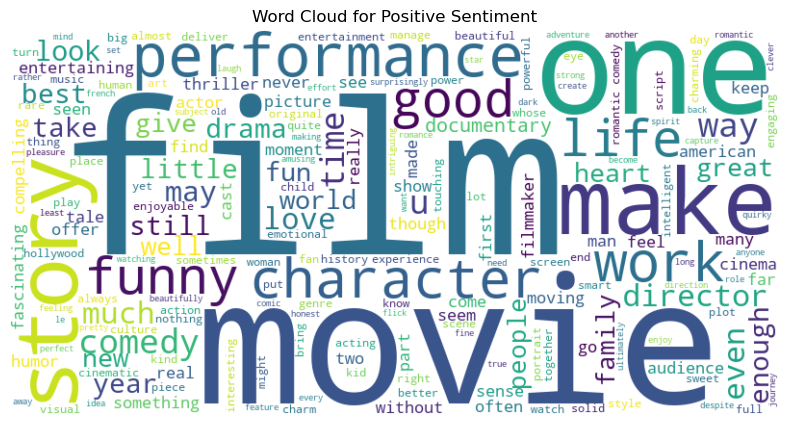 Word Cloud for Positive Sentiment
mind big almost deliver entertainment manage beautiful adventure another romantic
turn human art set laugh star powerful eye clever
look performance one
entertaining music rather french effort surprisingly power strong create
best rare thriller never see dark romantic comedy script charming day keep
seen actor picture good life way back
take give drama time original subject old whose documentary spirit american engaging
compelling thing find quite making moment really made capture
pleasure place film intriguing romance become
little fun amusing show touching heart intelligent great
play yet may child world cast love u lot though want first filmmaker make quirky
least tale enjoyable still emotional man feel many anyone
offer well woman fan history experience screen end cinema role
hollywood watching sometimes need smart work long far
fascinating story funny put character moving direction
feeling always beautifully comic honest know come go director plot
le pretty much action genre flick seem scene fine people true family ultimately enjoy
perfect culture nothing bring acting part portrait together audience enough even
humor comedy kind interesting might two kid right movie sweet
cinematic new real sense solid style despite full journey
away year piece charm every better without often watch
visual idea something feature